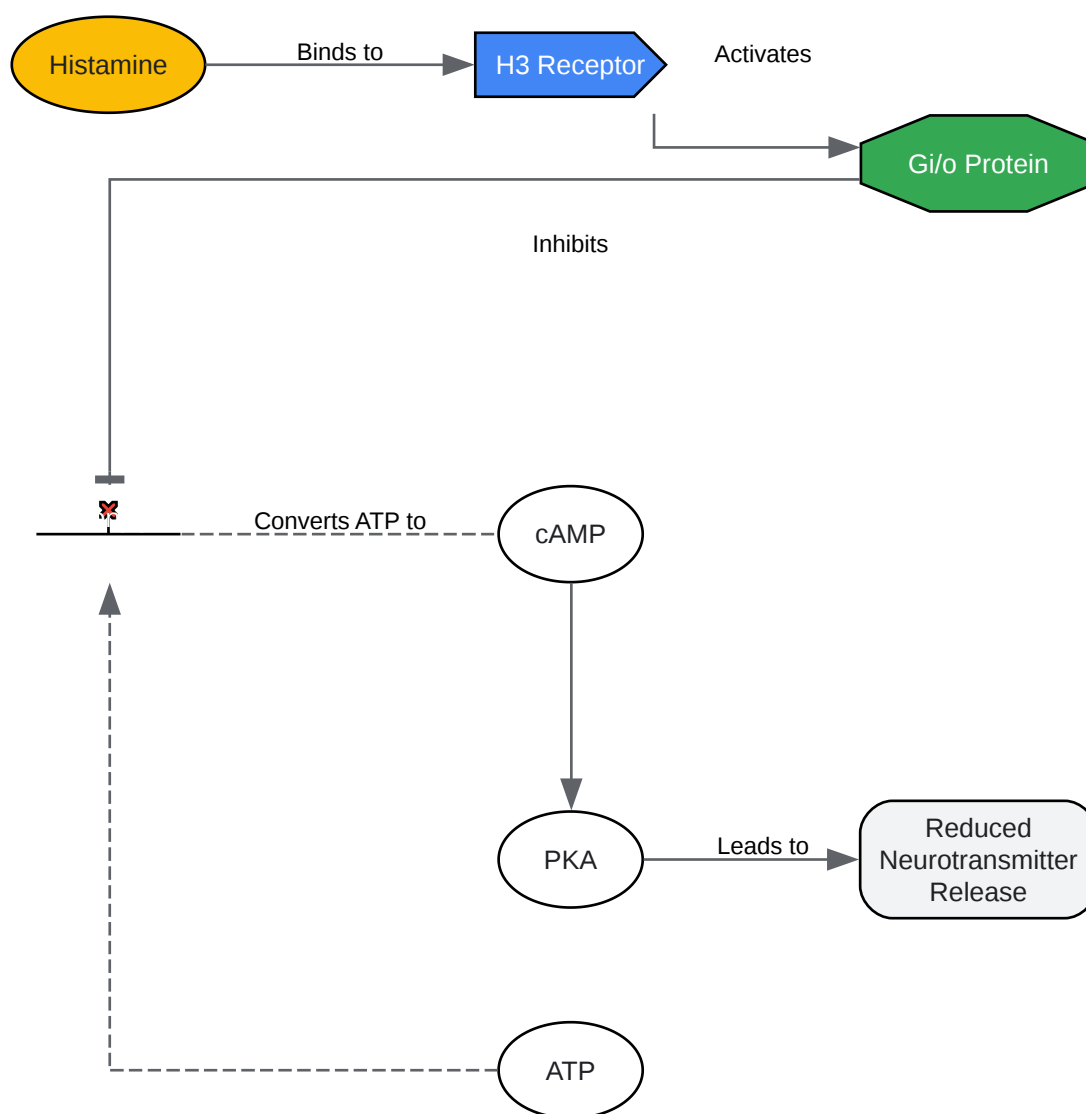 Histamine
Binds to
H3 Receptor
Activates
Gi/o Protein
Inhibits
Converts ATP to
cAMP
PKA
Leads to
Reduced
Neurotransmitter
Release
ATP